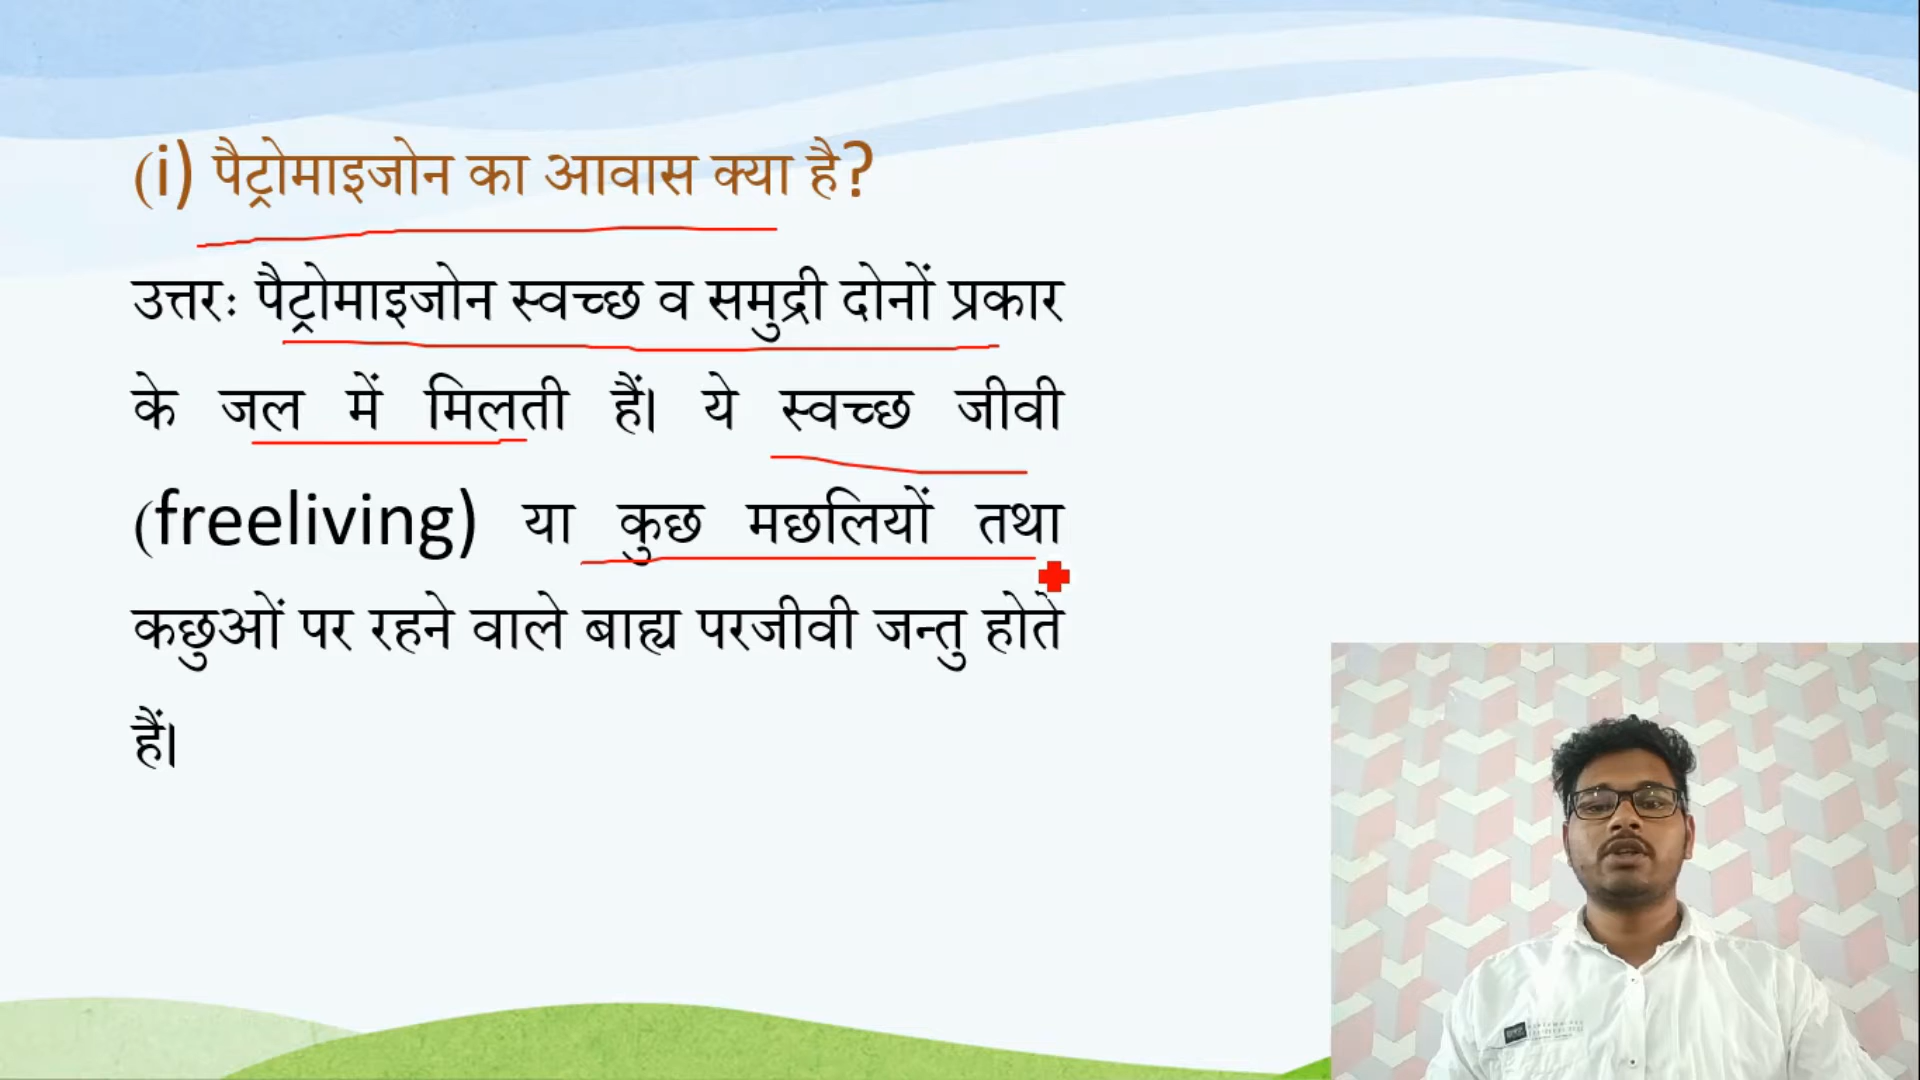 (i) पैट्रोमाइजोन का आवास क्या है?
उत्तरः पैट्रोमाइजोन स्वच्छ व समुद्री दोनों प्रकार
के जल में मिलती हैं। ये स्वच्छ जीवी
(freeliving) या कुछ मछलियों तथा
कछुओं पर रहने वाले बाह्य परजीवी जन्तु होते
हैं।